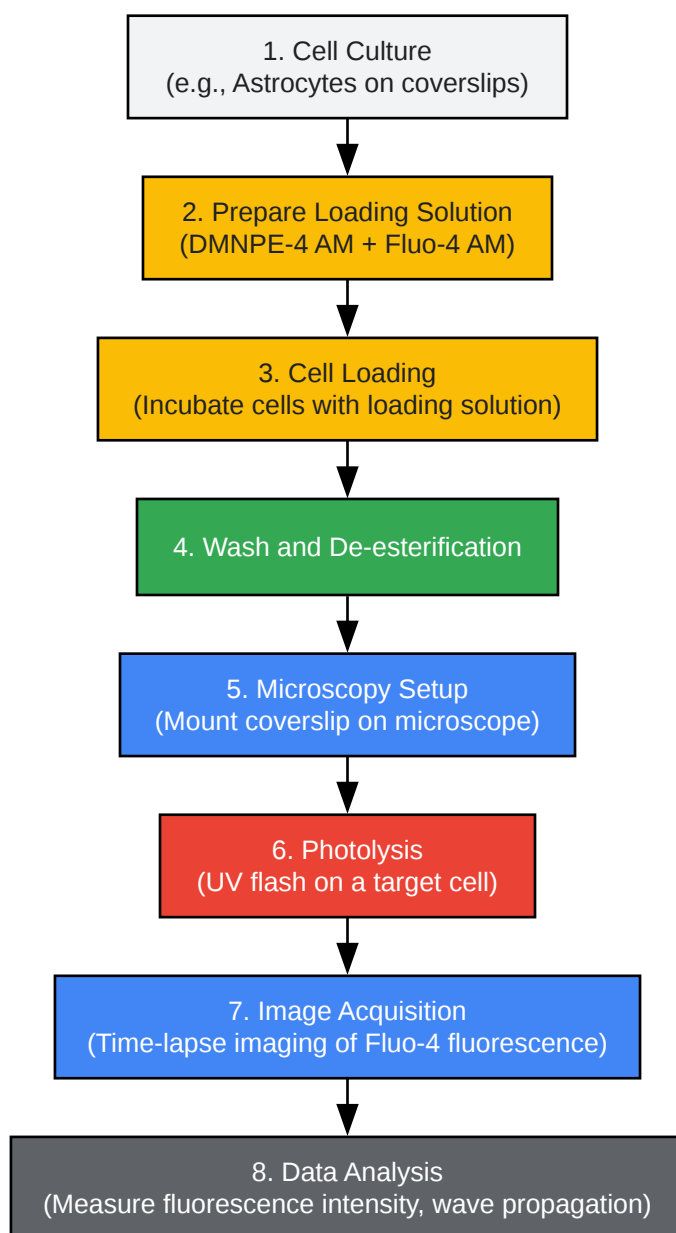 1. Cell Culture
(e.g., Astrocytes on coverslips)
2. Prepare Loading Solution
(DMNPE-4 AM + Fluo-4 AM)
3. Cell Loading
(Incubate cells with loading solution)
4. Wash and De-esterification
5. Microscopy Setup
(Mount coverslip on microscope)
6. Photolysis
(UV flash on a target cell)
7. Image Acquisition
(Time-lapse imaging of Fluo-4 fluorescence)
8. Data Analysis
(Measure fluorescence intensity, wave propagation)